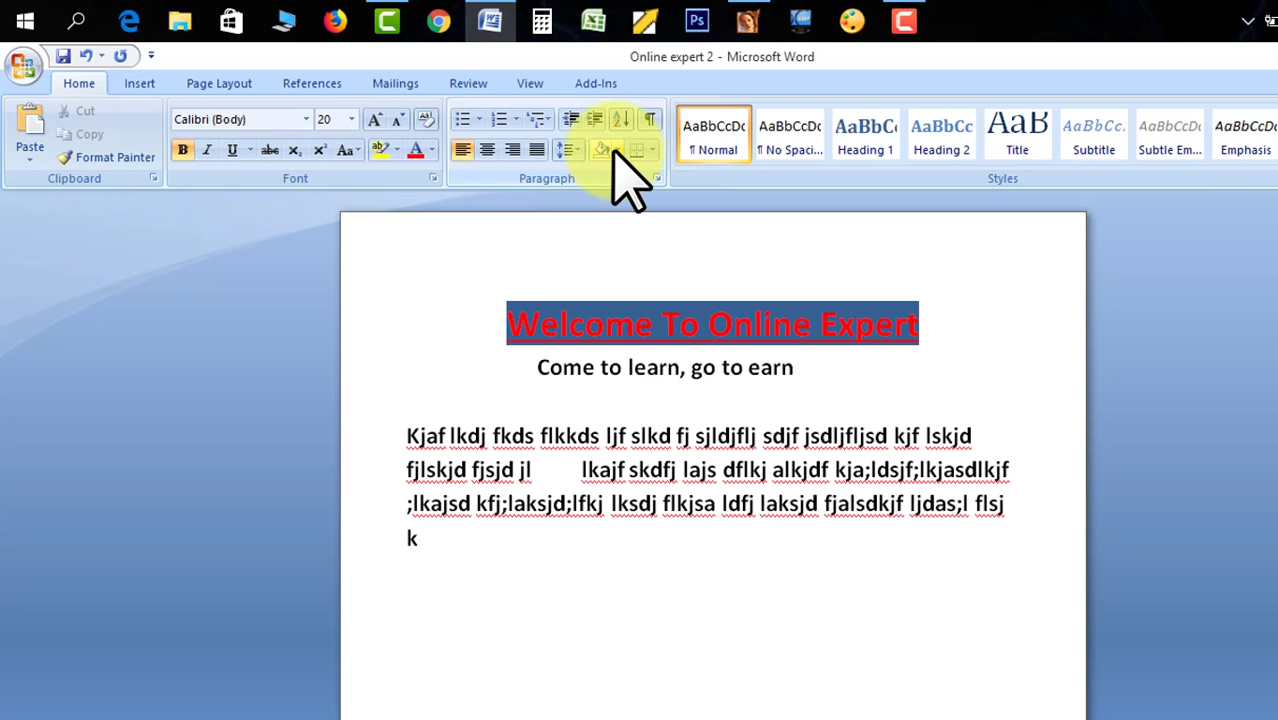 Ps
Online expert 2 - Microsoft Word
Home Insert Page Layout References Mailings Review View Add-Ins
Cut
Calibri (Body) 20
Copy
Paste
Format Painter
Clipboard Font Paragraph Styles
AaBbCcDc AaBbCcDc AaBbC AaBbCc AaB AaBbCc. AaBbCcDc AaBbCcDc
¶ Normal ¶ No Spaci... Heading 1 Heading 2 Title Subtitle Subtle Em... Emphasis
Welcome To Online Expert
Come to learn, go to earn
Kjaf lkdj fkds flkkds ljf slkd fj sjldjflj sdjf jsdljfljsd kjf lskjd
fjlskjd fjsjd jl lkajf skdfj lajs dflkj alkjdf kja;ldsjf;lkjasdlkjf
;lkajsd kfj;laksjd;lfkj lksdj flkjsa ldfj laksjd fjalsdkjf ljdas;l flsj
k